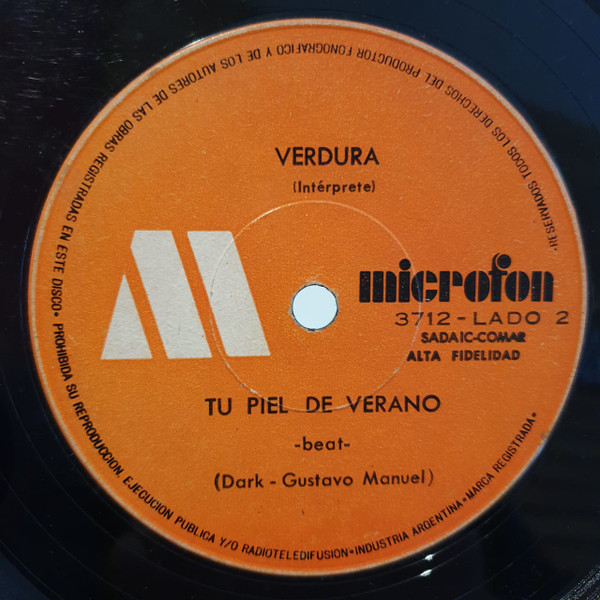 VERDURA
(Intérprete)
microfon
3712 - LADO 2
SADAIC-COMAR
ALTA FIDELIDAD
TU PIEL DE VERANO
-beat-
(Dark - Gustavo Manuel)
•RESERVADOS TODOS LOS DERECHOS DEL PRODUCTOR FONOGRAFICO Y DE LOS AUTORES DE LAS OBRAS REGISTRADAS EN ESTE DISCO• PROHIBIDA SU REPRODUCCION, EJECUCION PUBLICA Y/O RADIOTELEDIFUSION•INDUSTRIA ARGENTINA•MARCA REGISTRADA•